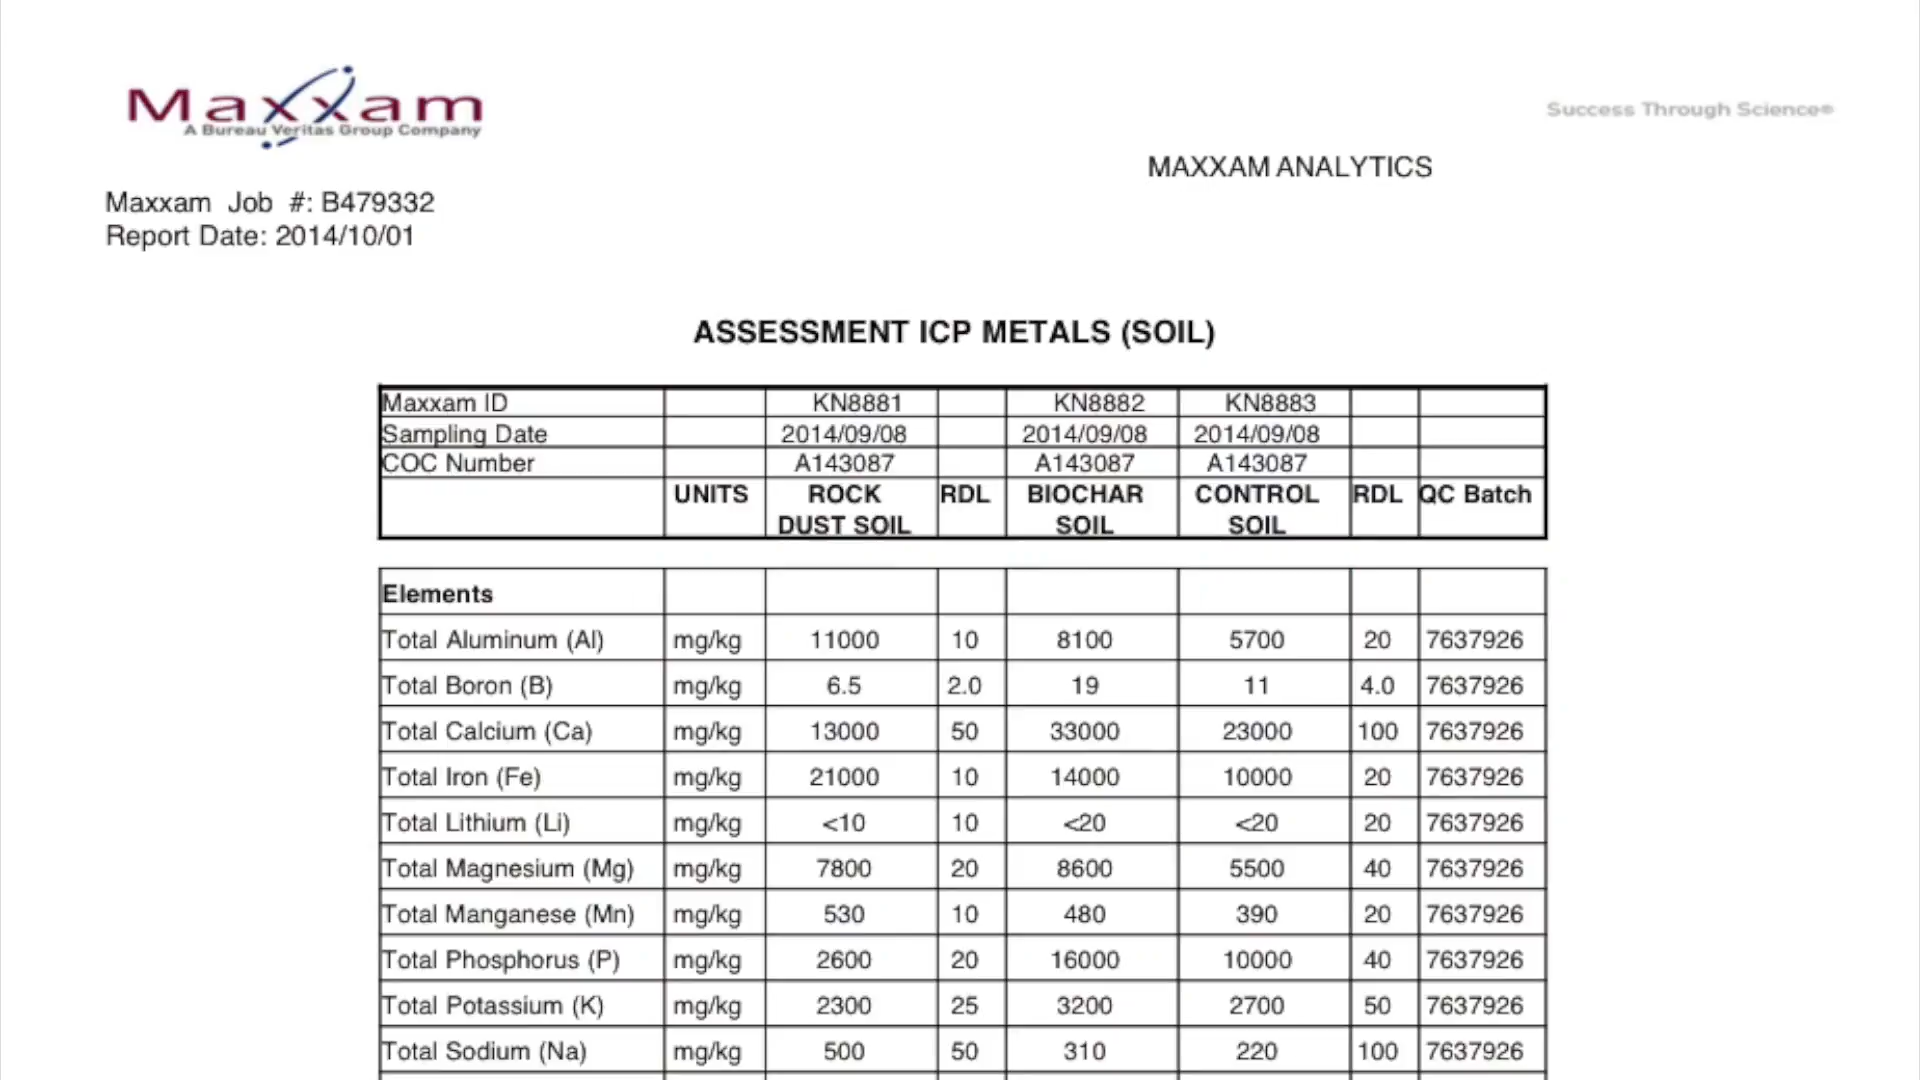 Maxxam
A Bureau Veritas Group Company
Success Through Science®
MAXXAM ANALYTICS
Maxxam Job #: B479332
Report Date: 2014/10/01
ASSESSMENT ICP METALS (SOIL)
Maxxam ID KN8881 KN8882 KN8883
Sampling Date 2014/09/08 2014/09/08 2014/09/08
COC Number A143087 A143087 A143087
UNITS ROCK RDL BIOCHAR CONTROL RDL QC Batch
DUST SOIL SOIL SOIL
Elements
Total Aluminum (Al) mg/kg 11000 10 8100 5700 20 7637926
Total Boron (B) mg/kg 6.5 2.0 19 11 4.0 7637926
Total Calcium (Ca) mg/kg 13000 50 33000 23000 100 7637926
Total Iron (Fe) mg/kg 21000 10 14000 10000 20 7637926
Total Lithium (Li) mg/kg <10 10 <20 <20 20 7637926
Total Magnesium (Mg) mg/kg 7800 20 8600 5500 40 7637926
Total Manganese (Mn) mg/kg 530 10 480 390 20 7637926
Total Phosphorus (P) mg/kg 2600 20 16000 10000 40 7637926
Total Potassium (K) mg/kg 2300 25 3200 2700 50 7637926
Total Sodium (Na) mg/kg 500 50 310 220 100 7637926